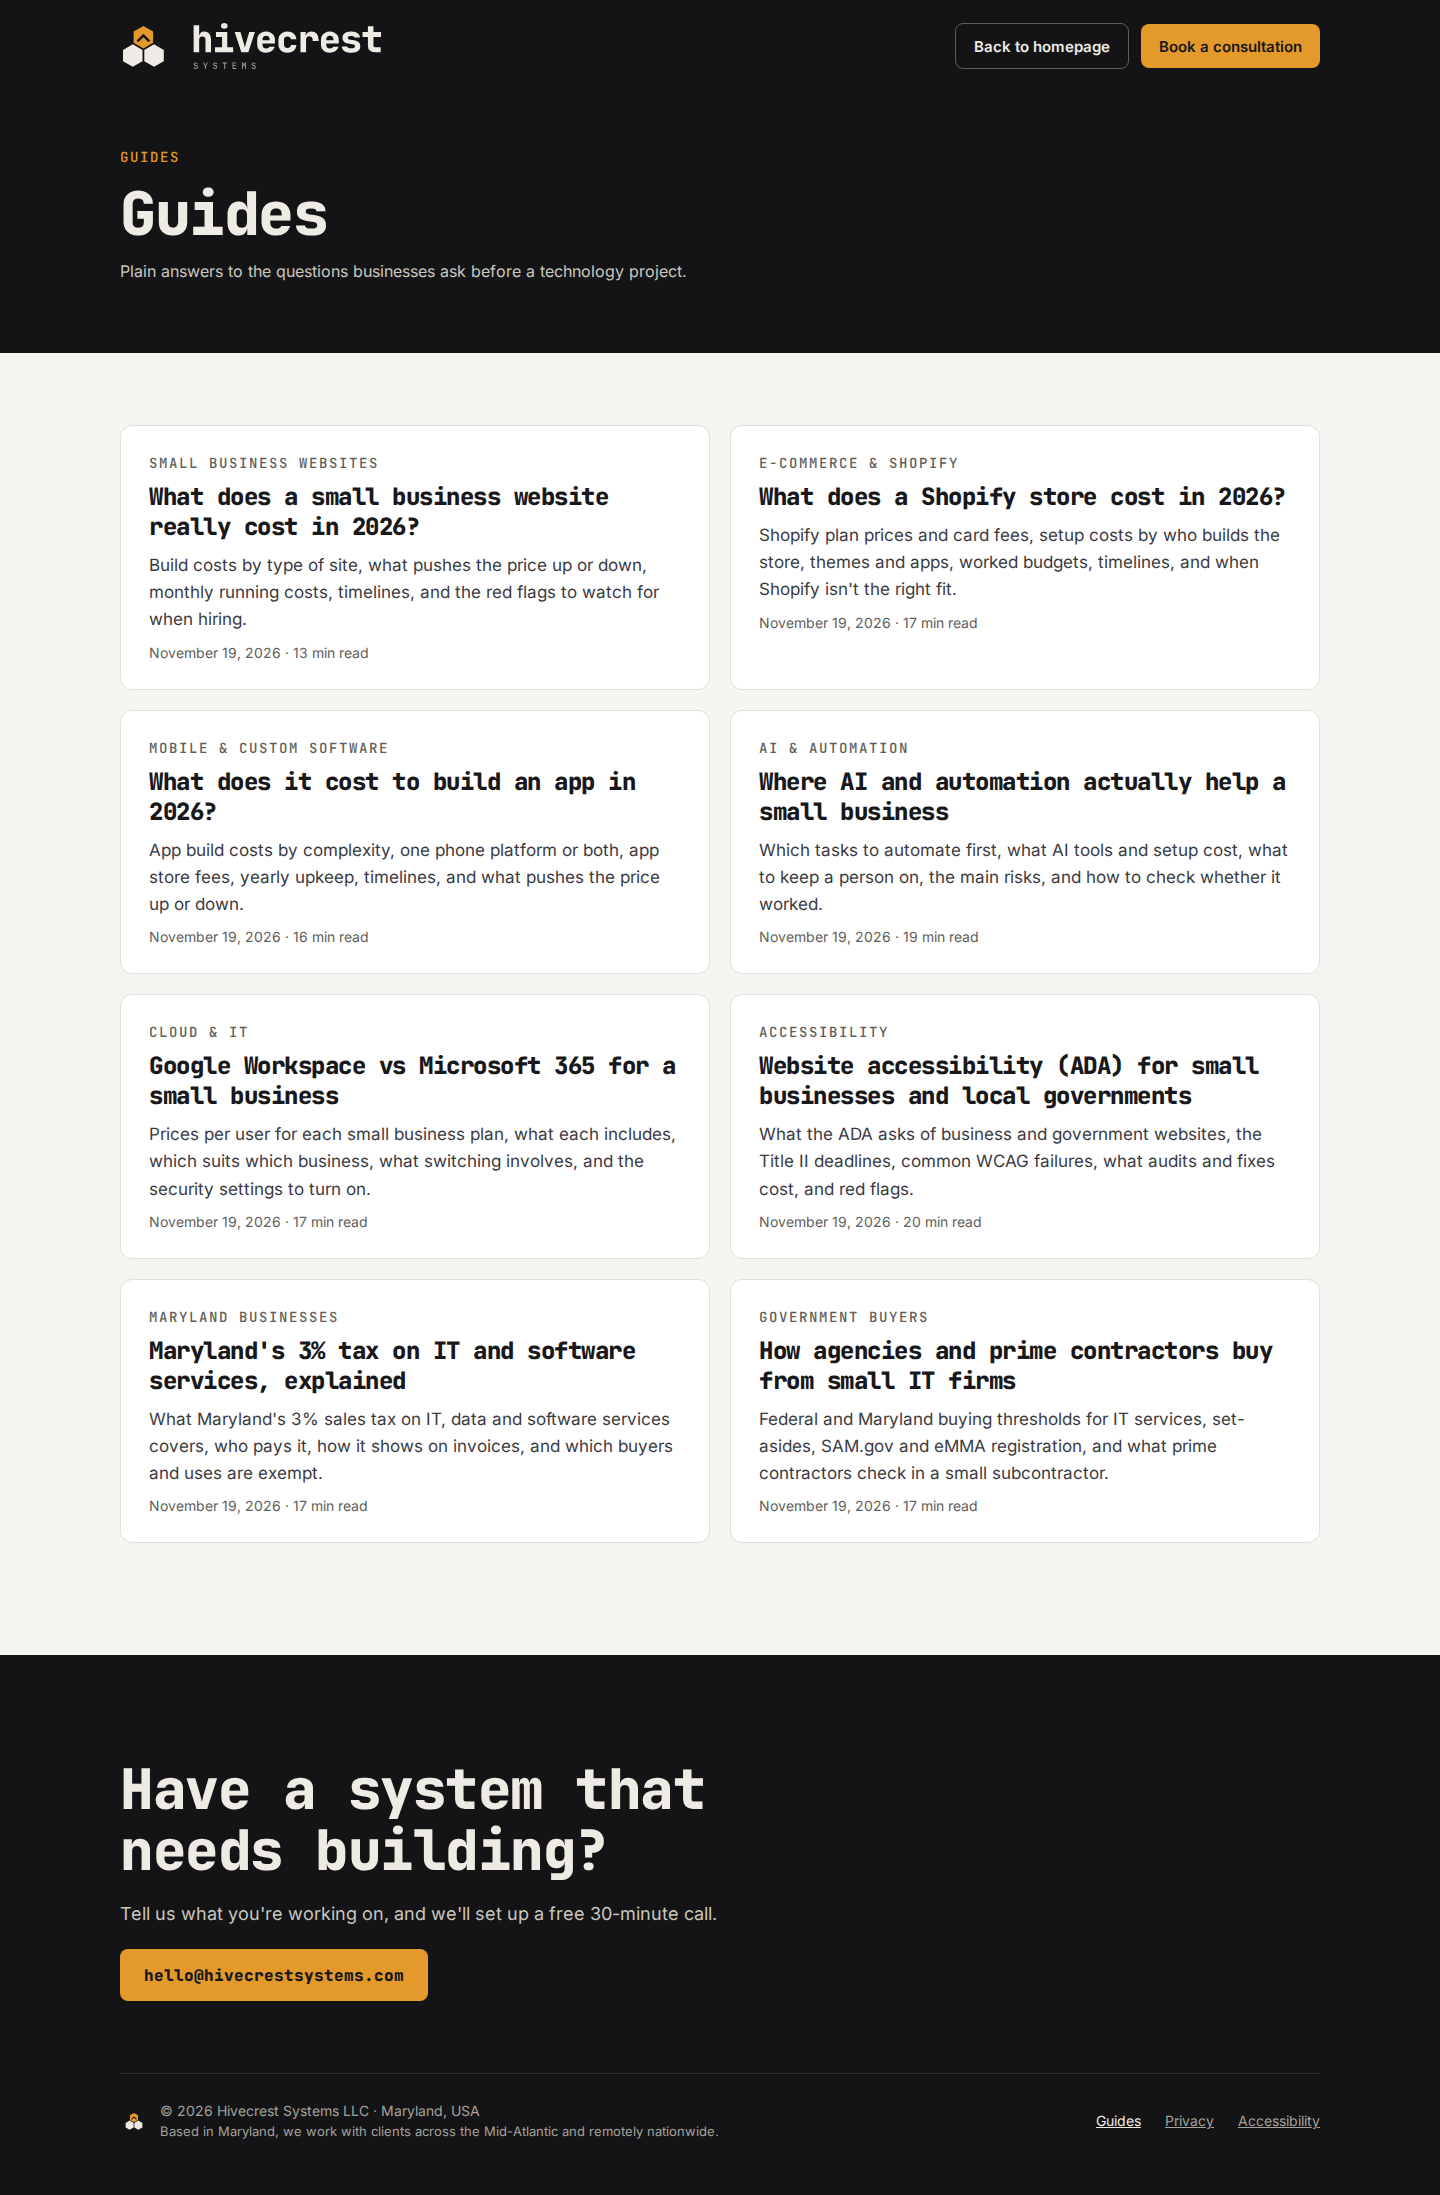 hivecrest
SYSTEMS
Back to homepage
Book a consultation
GUIDES
Guides
Plain answers to the questions businesses ask before a technology project.
SMALL BUSINESS WEBSITES
What does a small business website
really cost in 2026?
Build costs by type of site, what pushes the price up or down,
monthly running costs, timelines, and the red flags to watch for
when hiring.
November 19, 2026 · 13 min read
E-COMMERCE & SHOPIFY
What does a Shopify store cost in 2026?
Shopify plan prices and card fees, setup costs by who builds the
store, themes and apps, worked budgets, timelines, and when
Shopify isn't the right fit.
November 19, 2026 · 17 min read
MOBILE & CUSTOM SOFTWARE
What does it cost to build an app in
2026?
App build costs by complexity, one phone platform or both, app
store fees, yearly upkeep, timelines, and what pushes the price
up or down.
November 19, 2026 · 16 min read
AI & AUTOMATION
Where AI and automation actually help a
small business
Which tasks to automate first, what AI tools and setup cost, what
to keep a person on, the main risks, and how to check whether it
worked.
November 19, 2026 · 19 min read
CLOUD & IT
Google Workspace vs Microsoft 365 for a
small business
Prices per user for each small business plan, what each includes,
which suits which business, what switching involves, and the
security settings to turn on.
November 19, 2026 · 17 min read
ACCESSIBILITY
Website accessibility (ADA) for small
businesses and local governments
What the ADA asks of business and government websites, the
Title II deadlines, common WCAG failures, what audits and fixes
cost, and red flags.
November 19, 2026 · 20 min read
MARYLAND BUSINESSES
Maryland's 3% tax on IT and software
services, explained
What Maryland's 3% sales tax on IT, data and software services
covers, who pays it, how it shows on invoices, and which buyers
and uses are exempt.
November 19, 2026 · 17 min read
GOVERNMENT BUYERS
How agencies and prime contractors buy
from small IT firms
Federal and Maryland buying thresholds for IT services, set-
asides, SAM.gov and eMMA registration, and what prime
contractors check in a small subcontractor.
November 19, 2026 · 17 min read
Have a system that
needs building?
Tell us what you're working on, and we'll set up a free 30-minute call.
hello@hivecrestsystems.com
© 2026 Hivecrest Systems LLC · Maryland, USA
Based in Maryland, we work with clients across the Mid-Atlantic and remotely nationwide.
Guides
Privacy
Accessibility